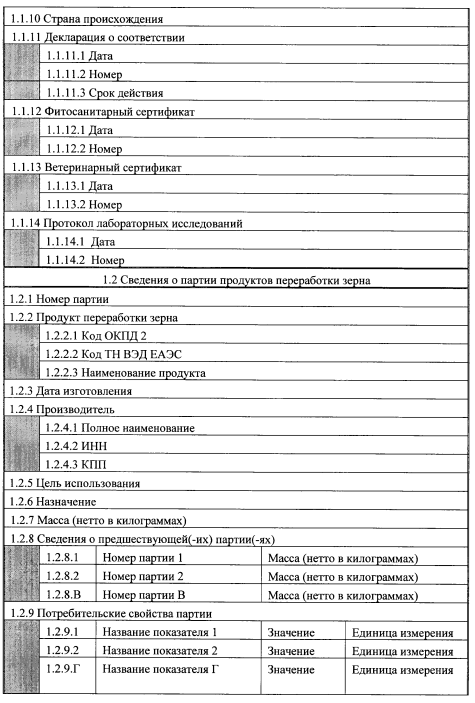 1.1.10 Страна происхождения
1.1.11 Декларация о соответствии
1.1.11.1 Дата
1.1.11.2 Номер
1.1.11.3 Срок действия
1.1.12 Фитосанитарный сертификат
1.1.12.1 Дата
1.1.12.2 Номер
1.1.13 Ветеринарный сертификат
1.1.13.1 Дата
1.1.13.2 Номер
1.1.14 Протокол лабораторных исследований
1.1.14.1 Дата
1.1.14.2 Номер
1.2 Сведения о партии продуктов переработки зерна
1.2.1 Номер партии
1.2.2 Продукт переработки зерна
1.2.2.1 Код ОКПД 2
1.2.2.2 Код ТН ВЭД ЕАЭС
1.2.2.3 Наименование продукта
1.2.3 Дата изготовления
1.2.4 Производитель
1.2.4.1 Полное наименование
1.2.4.2 ИНН
1.2.4.3 КПП
1.2.5 Цель использования
1.2.6 Назначение
1.2.7 Масса (нетто в килограммах)
1.2.8 Сведения о предшествующей(-их) партии(-ях)
1.2.8.1 Номер партии 1 Масса (нетто в килограммах)
1.2.8.2 Номер партии 2 Масса (нетто в килограммах)
1.2.8.В Номер партии В Масса (нетто в килограммах)
1.2.9 Потребительские свойства партии
1.2.9.1 Название показателя 1 Значение Единица измерения
1.2.9.2 Название показателя 2 Значение Единица измерения
1.2.9.Г Название показателя Г Значение Единица измерения